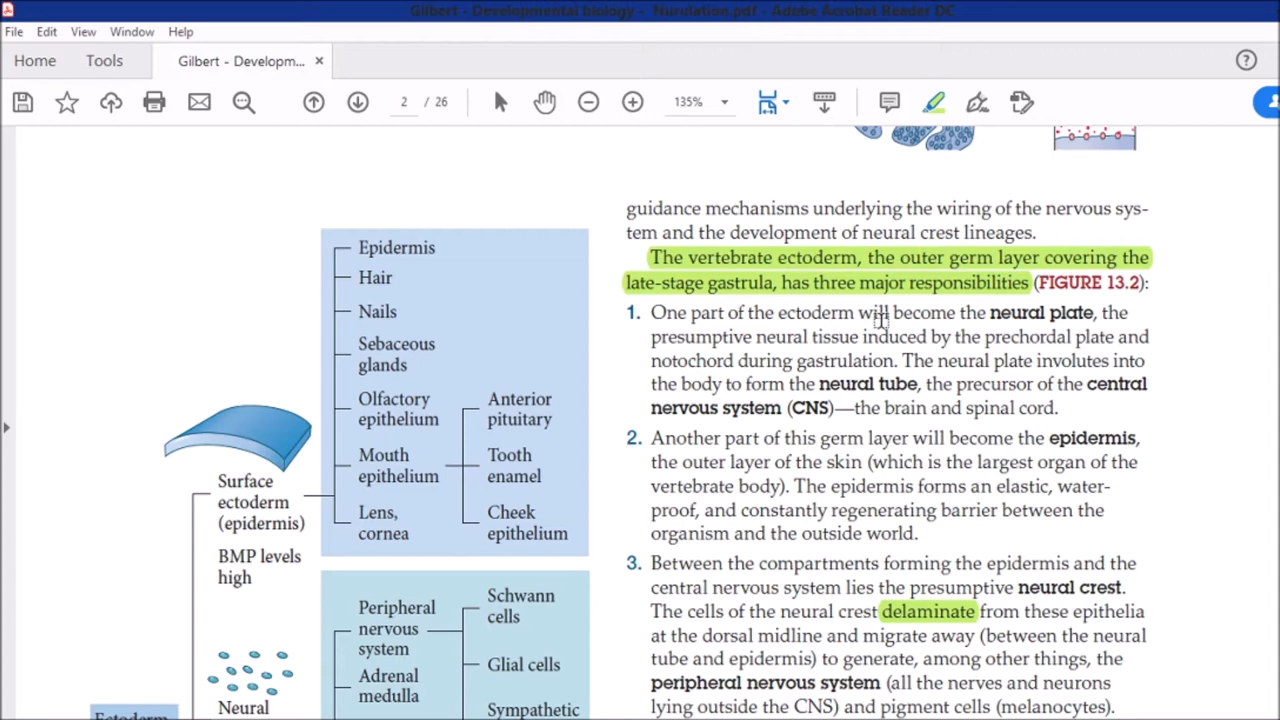 Gilbert - Developmental biology - Nurulation.pdf - Adobe Acrobat Reader DC
File Edit View Window Help
Home Tools Gilbert - Developm... ×
2 / 26 135%
guidance mechanisms underlying the wiring of the nervous sys-
tem and the development of neural crest lineages.
The vertebrate ectoderm, the outer germ layer covering the
late-stage gastrula, has three major responsibilities (FIGURE 13.2):
1. One part of the ectoderm will become the neural plate, the
presumptive neural tissue induced by the prechordal plate and
notochord during gastrulation. The neural plate involutes into
the body to form the neural tube, the precursor of the central
nervous system (CNS)—the brain and spinal cord.
2. Another part of this germ layer will become the epidermis,
the outer layer of the skin (which is the largest organ of the
vertebrate body). The epidermis forms an elastic, water-
proof, and constantly regenerating barrier between the
organism and the outside world.
3. Between the compartments forming the epidermis and the
central nervous system lies the presumptive neural crest.
The cells of the neural crest delaminate from these epithelia
at the dorsal midline and migrate away (between the neural
tube and epidermis) to generate, among other things, the
peripheral nervous system (all the nerves and neurons
lying outside the CNS) and pigment cells (melanocytes).
Surface
ectoderm
(epidermis)
BMP levels
high
Epidermis
Hair
Nails
Sebaceous
glands
Olfactory
epithelium
Mouth
epithelium
Lens,
cornea
Anterior
pituitary
Tooth
enamel
Cheek
epithelium
Neural
Peripheral
nervous
system
Adrenal
medulla
Schwann
cells
Glial cells
Sympathetic
Ectoderm